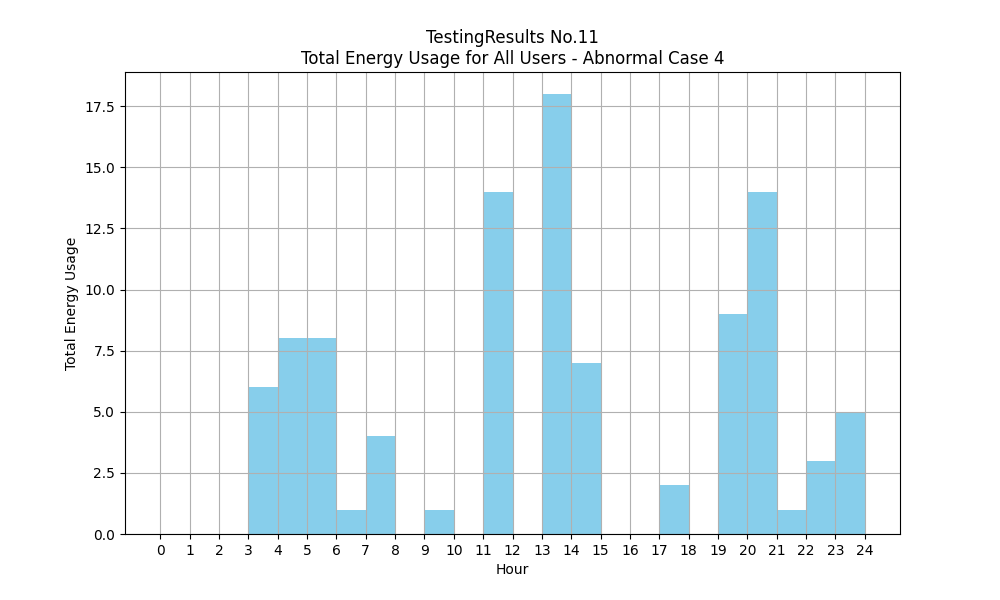 TestingResults No.11
Total Energy Usage for All Users - Abnormal Case 4
Total Energy Usage
17.5
15.0
12.5
10.0
7.5
5.0
2.5
0.0
0 1 2 3 4 5 6 7 8 9 10 11 12 13 14 15 16 17 18 19 20 21 22 23 24
Hour